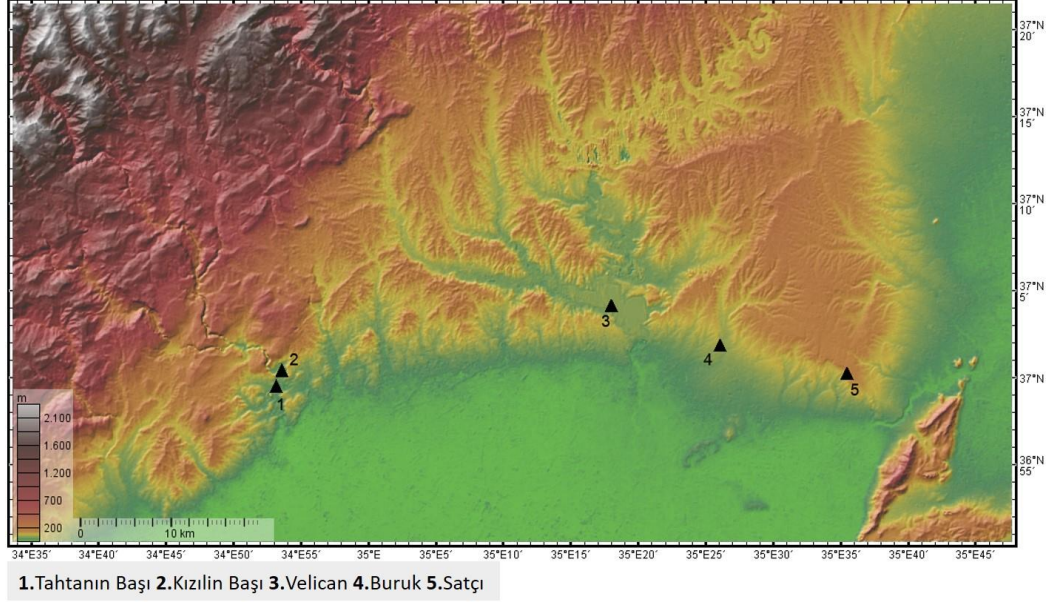 37°N
20'
37°N
15'
37°N
10'
37°N
5'
37°N
36°N
55'
m
2.100
1.600
1.200
700
200
0 10 km
1
2
3
4
5
34°E35' 34°E40' 34°E45' 34°E50' 34°E55' 35°E 35°E5' 35°E10' 35°E15' 35°E20' 35°E25' 35°E30' 35°E35' 35°E40' 35°E45'
1.Tahtanın Başı 2.Kızılin Başı 3.Velican 4.Buruk 5.Satçı